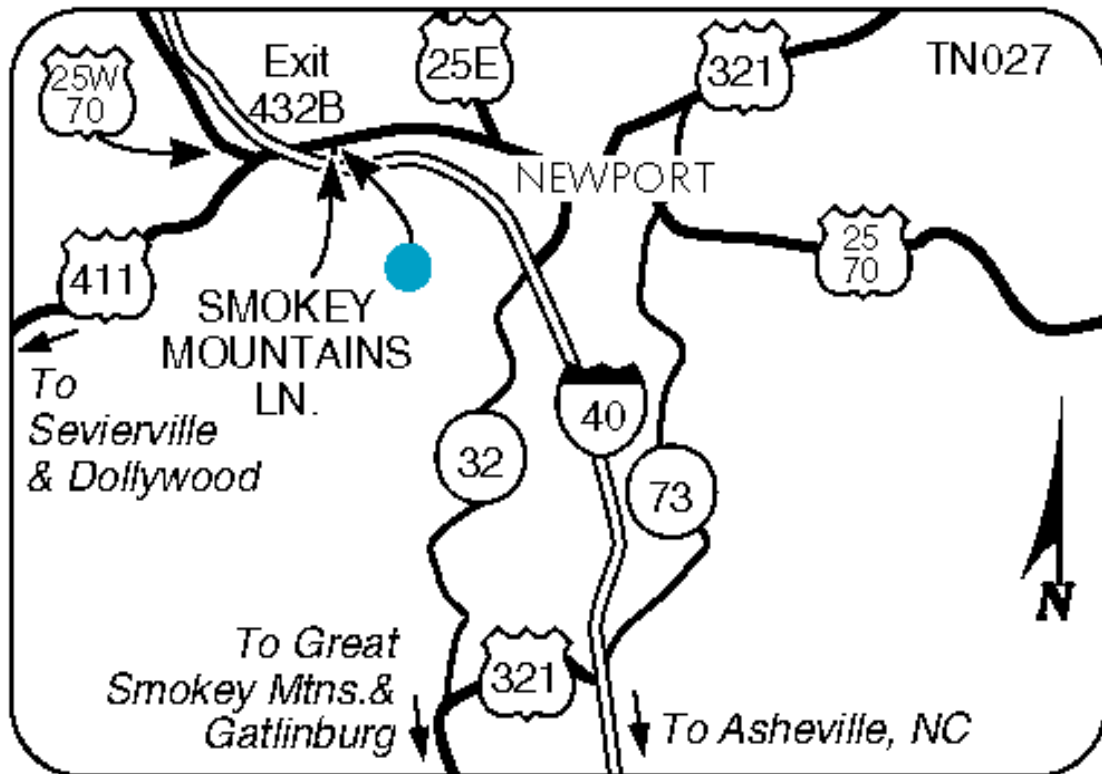 25W
70
Exit
432B
25E
321
TN027
NEWPORT
411
25
70
SMOKEY
MOUNTAINS
LN.
To
Sevierville
& Dollywood
40
32
73
N
To Great
Smokey Mtns.&
Gatlinburg
321
To Asheville, NC